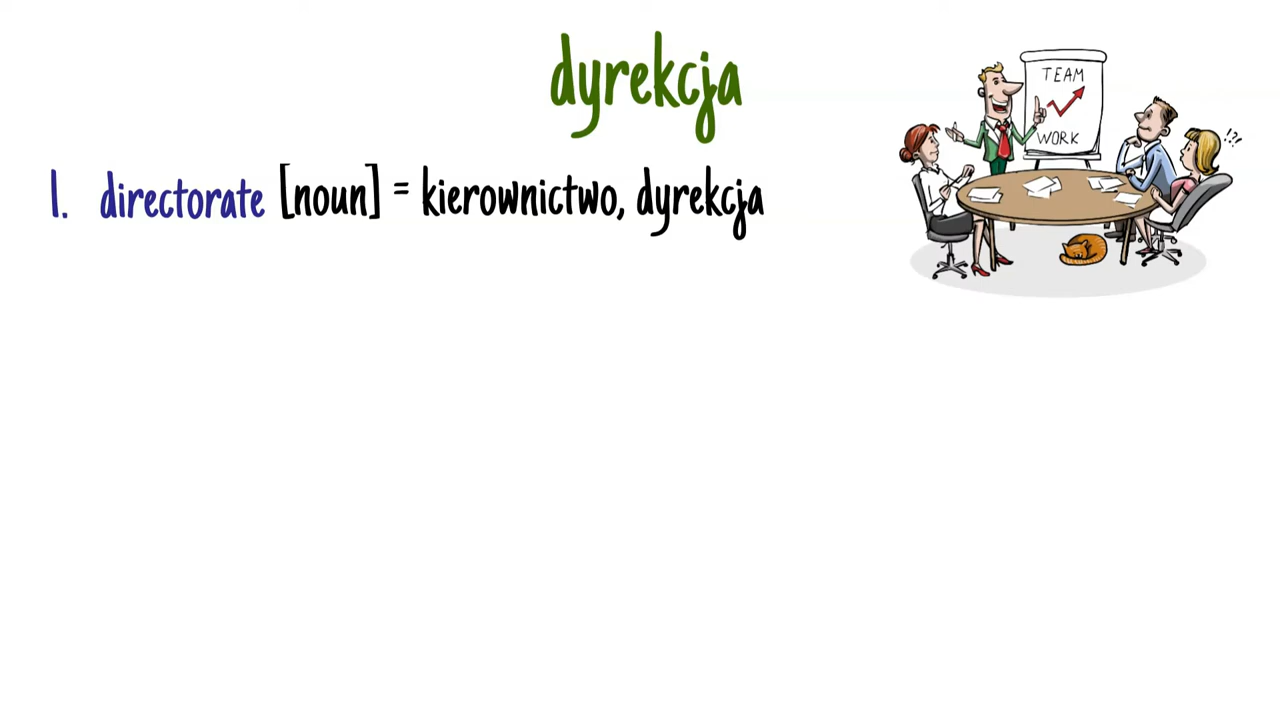 dyrekcja
TEAM
WORK
!?!
1. directorate [noun] = kierownictwo, dyrekcja